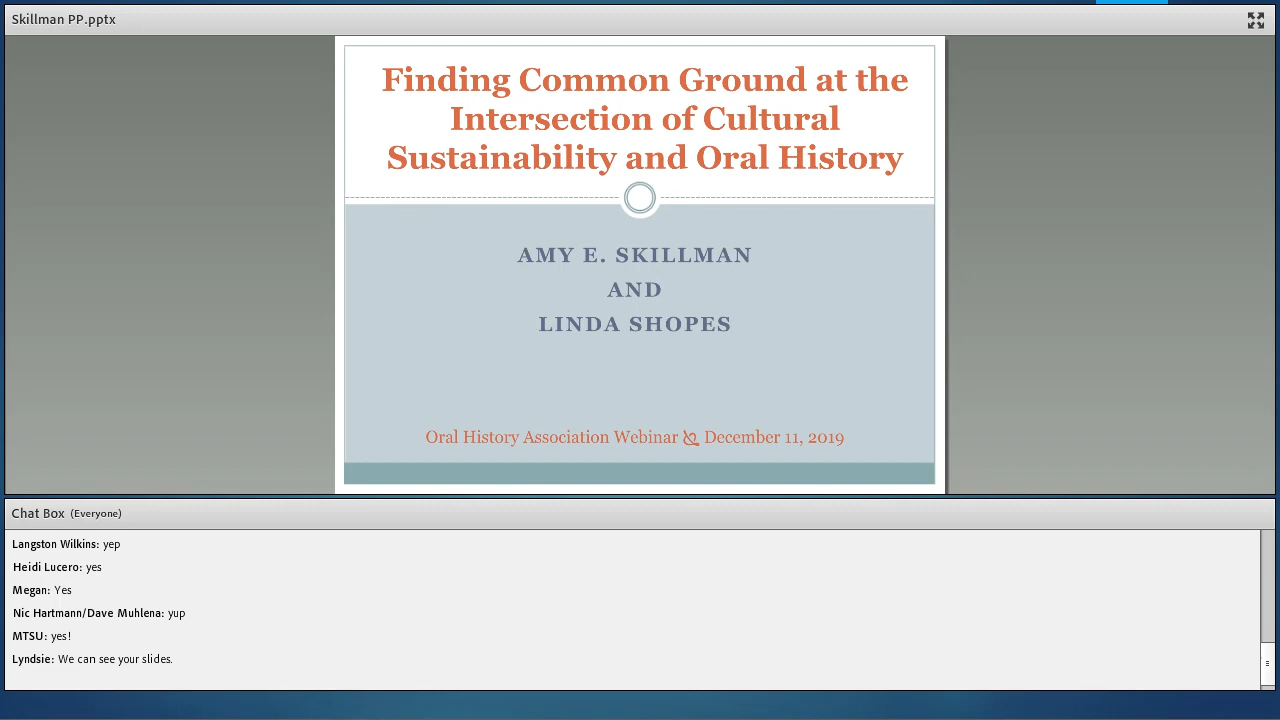 Skillman PP.pptx
Finding Common Ground at the
Intersection of Cultural
Sustainability and Oral History
AMY E. SKILLMAN
AND
LINDA SHOPES
Oral History Association Webinar December 11, 2019
Chat Box (Everyone)
Langston Wilkins: yep
Heidi Lucero: yes
Megan: Yes
Nic Hartmann/Dave Muhlena: yup
MTSU: yes!
Lyndsie: We can see your slides.